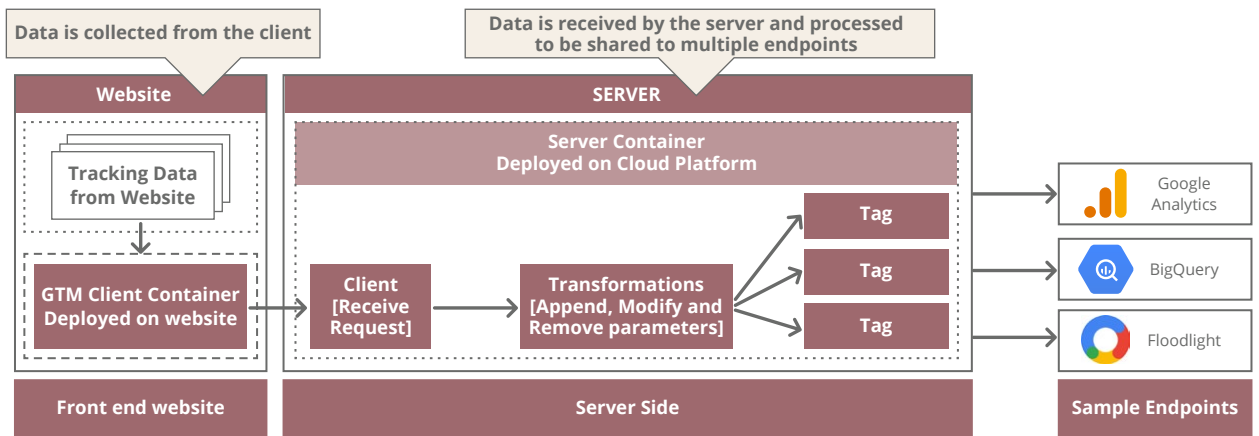 Data is collected from the client
Data is received by the server and processed
to be shared to multiple endpoints
Website
SERVER
Tracking Data
from Website
GTM Client Container
Deployed on website
Server Container
Deployed on Cloud Platform
Client
[Receive
Request]
Transformations
[Append, Modify and
Remove parameters]
Tag
Tag
Tag
Google
Analytics
BigQuery
Floodlight
Front end website
Server Side
Sample Endpoints